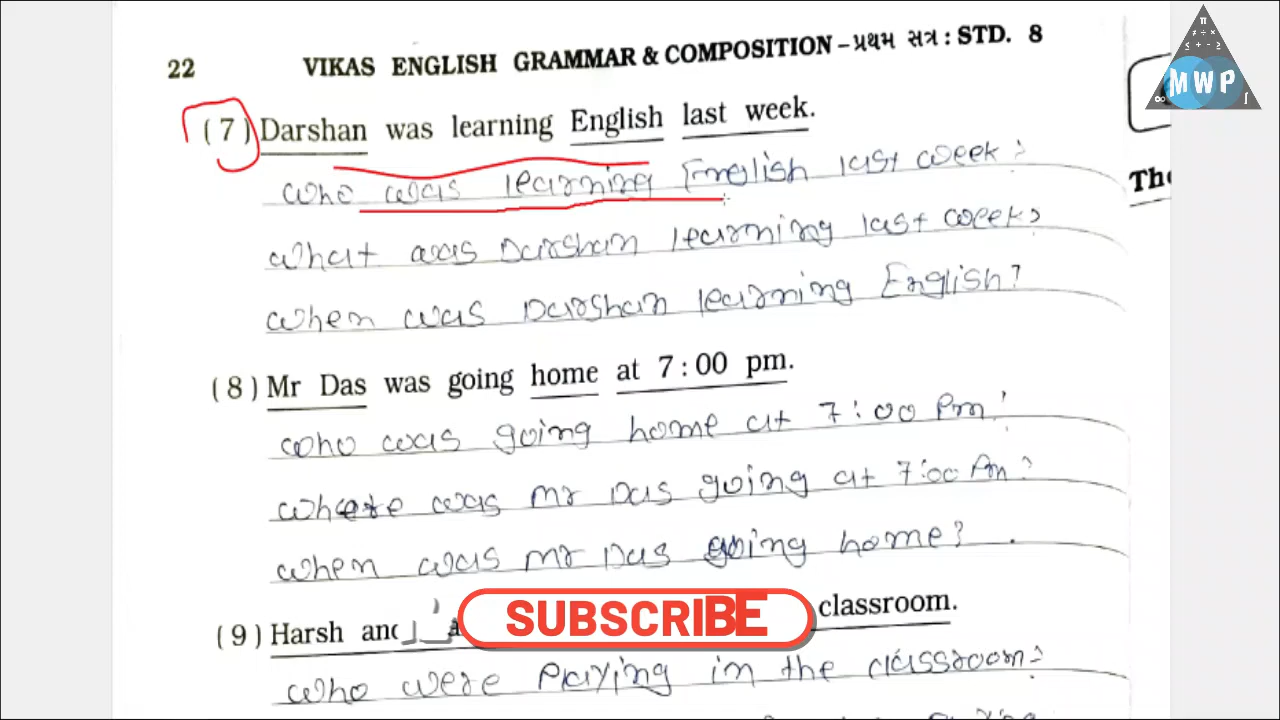 22 VIKAS ENGLISH GRAMMAR & COMPOSITION – પ્રથમ સત્ર : STD. 8
MWP
(7) Darshan was learning English last week.
who was learning English last week?
The
what was Darshan learning last week?
when was Darshan learning English?
(8) Mr Das was going home at 7:00 pm.
who was going home at 7:00 Pm?
where was mr Das going at 7:00 Pm?
when was mr Das going home?
SUBSCRIBE
(9) Harsh and classroom.
who were playing in the classroom?